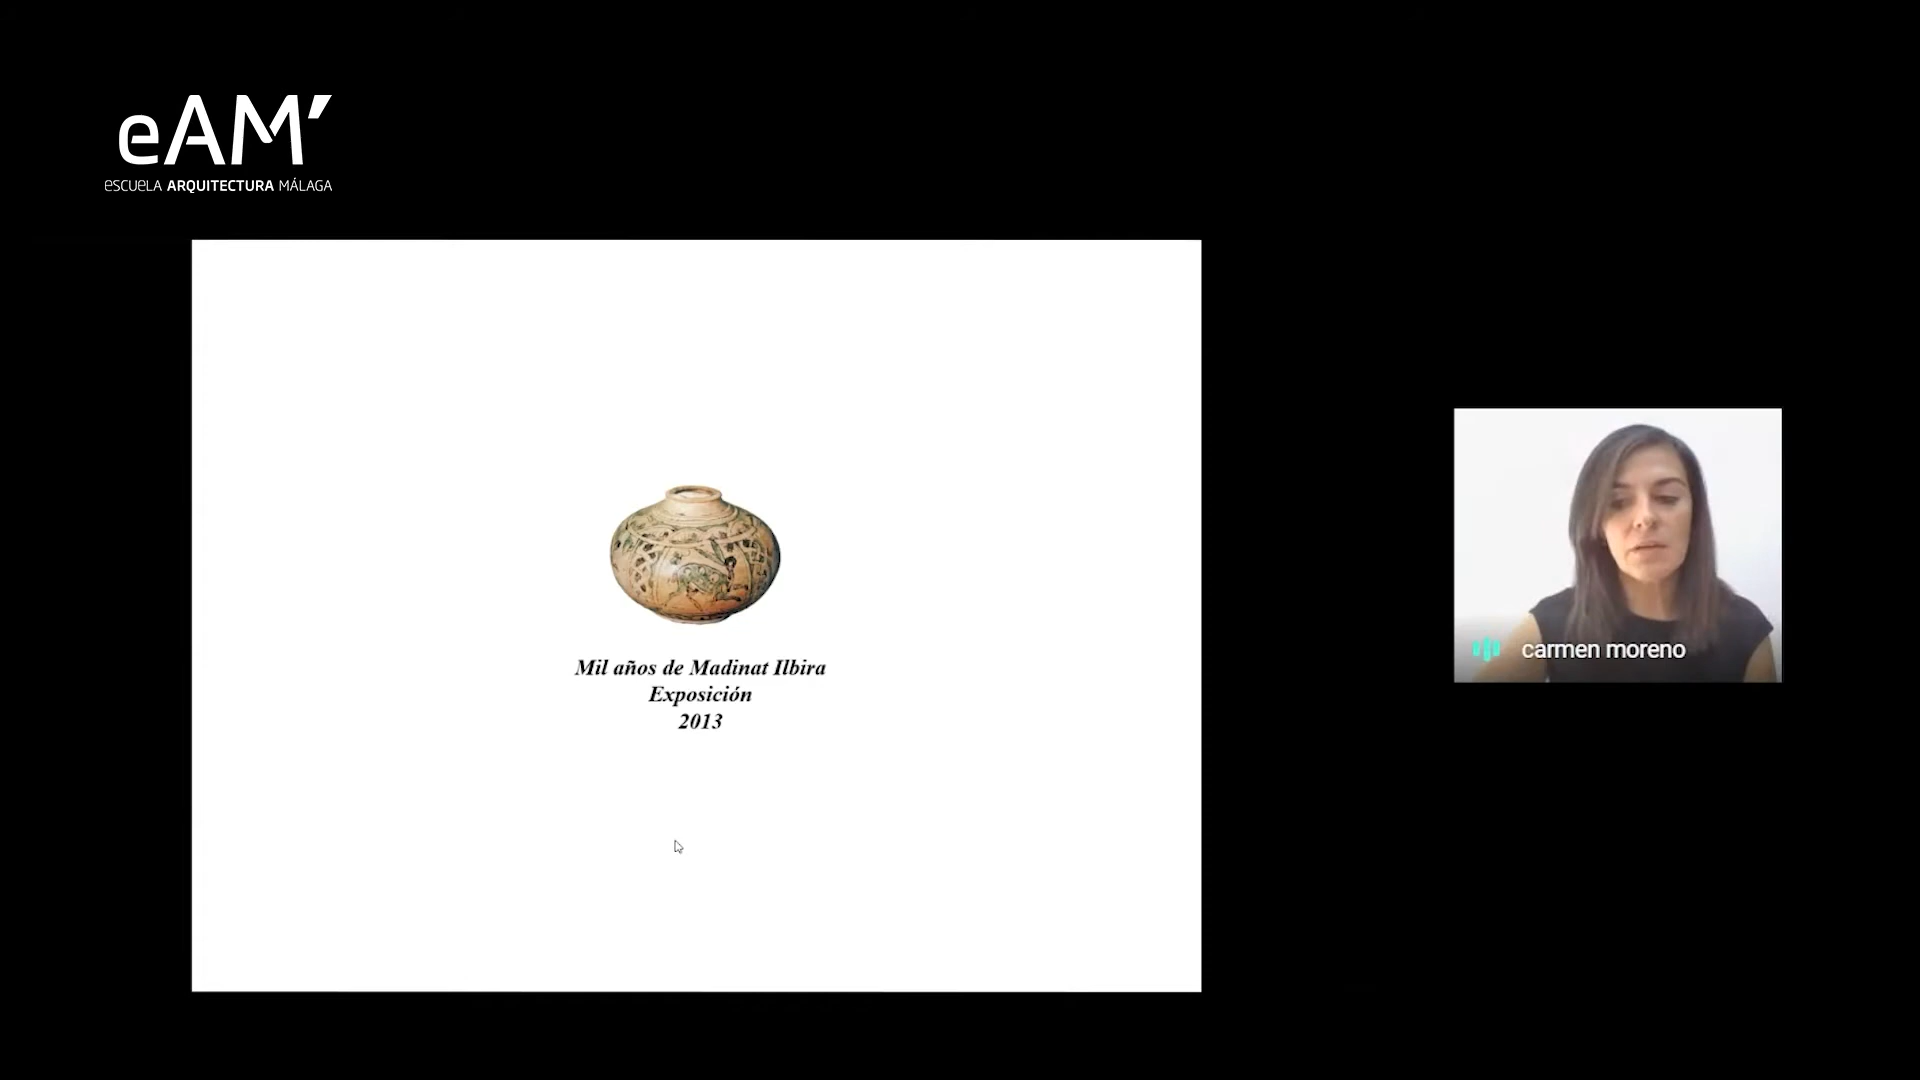 eAM'
escuela ARQUITECTURA MÁLAGA
Mil años de Madinat Ilbira
Exposición
2013
carmen moreno